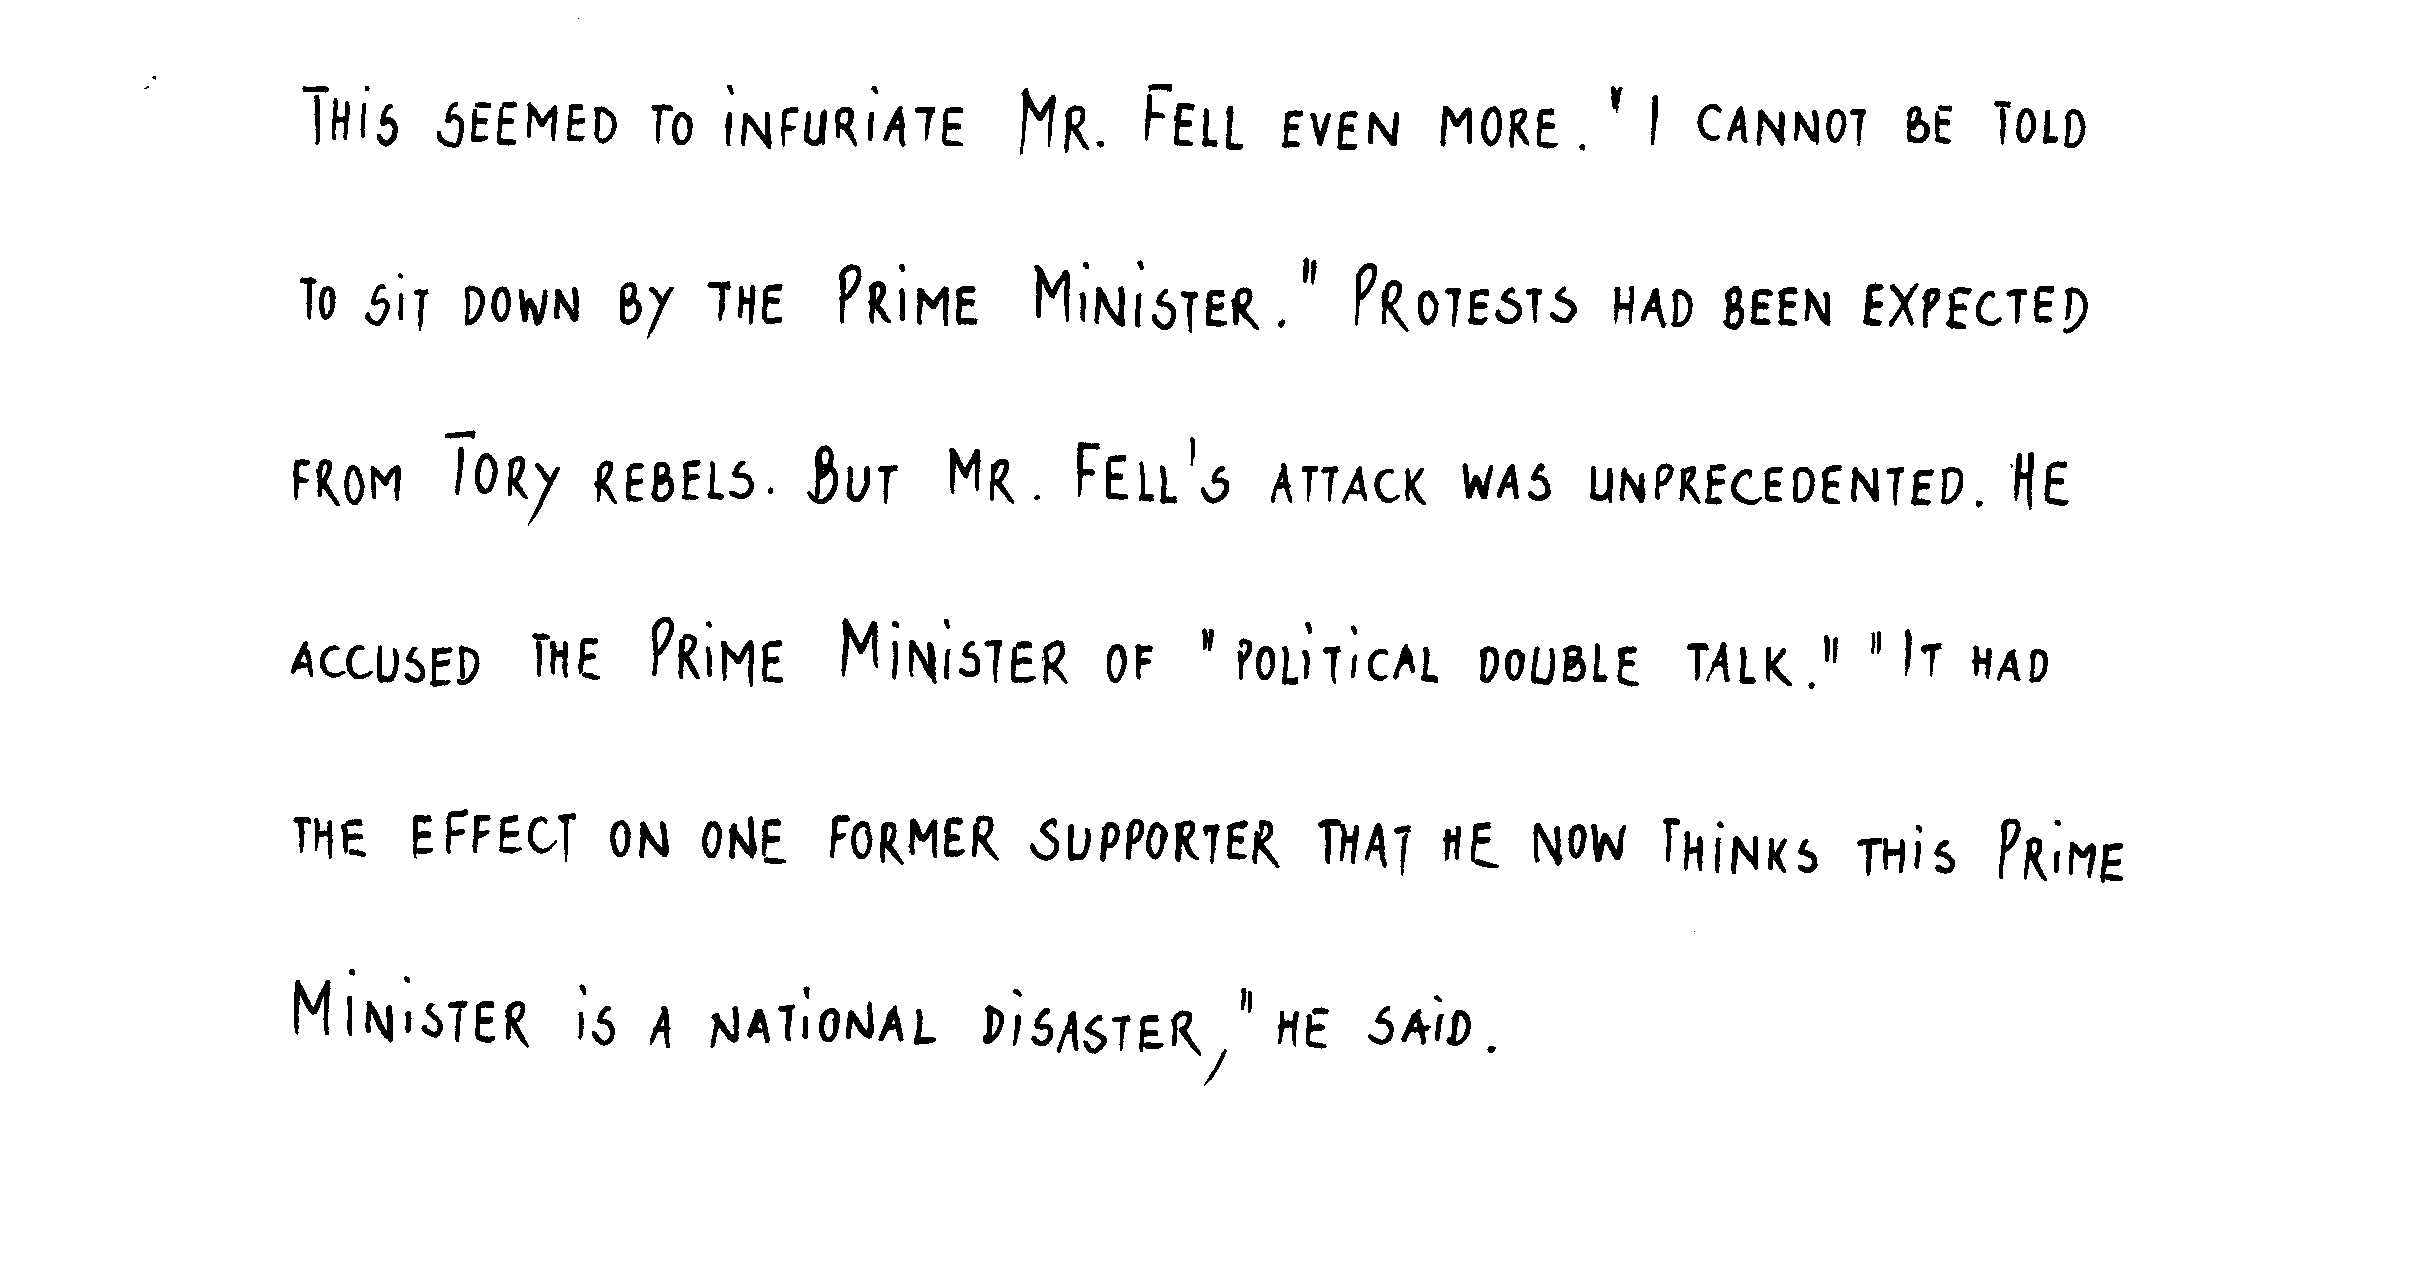 This seemed to infuriate Mr. Fell even more. "I cannot be told
to sit down by the Prime Minister." Protests had been expected
from Tory rebels. But Mr. Fell's attack was unprecedented. He
accused the Prime Minister of "political double talk." "It had
the effect on one former supporter that he now thinks this Prime
Minister is a national disaster," he said.